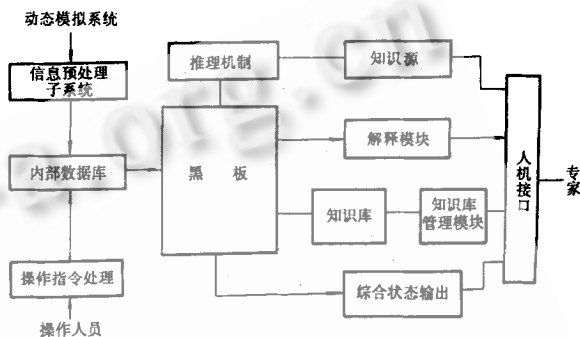 动态模拟系统
信息预处理
子系统
内部数据库
操作指令处理
操作人员
推理机制
黑 板
知识源
解释模块
知识库
知识库
管理模块
综合状态输出
人机接口
专家